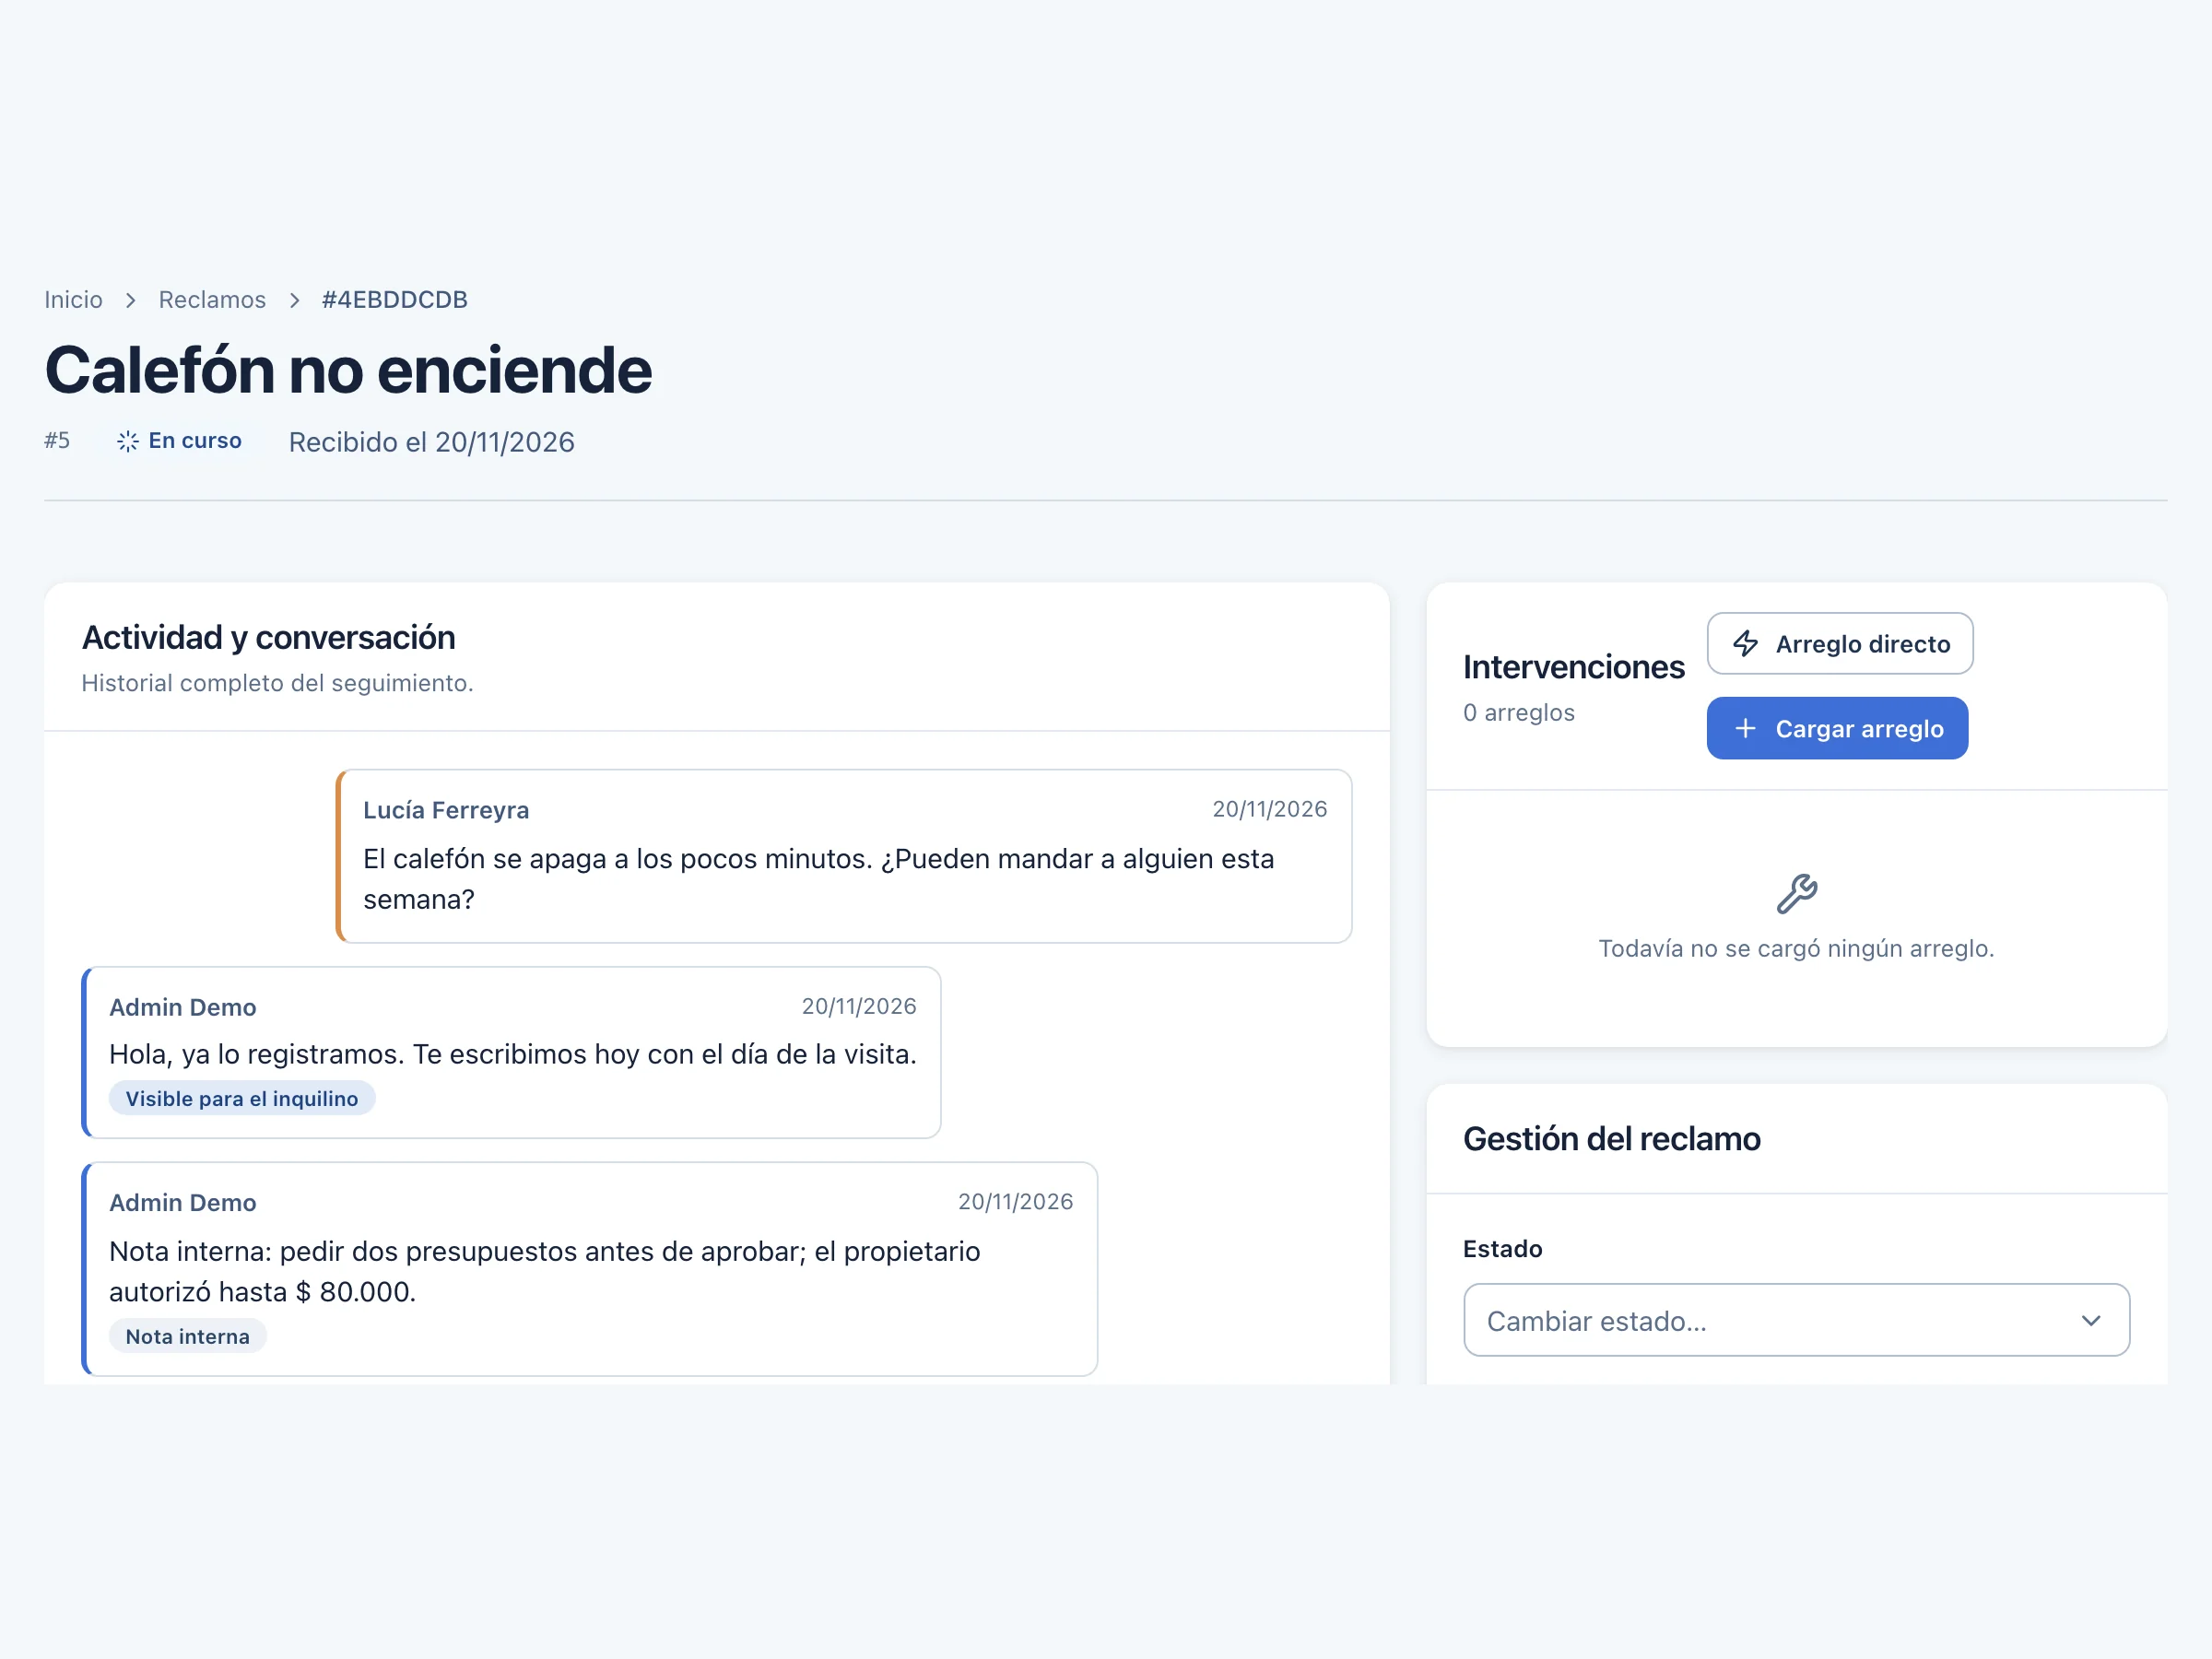 Inicio > Reclamos > #4EBDDCDB
Calefón no enciende
#5 En curso Recibido el 20/11/2026
Actividad y conversación
Historial completo del seguimiento.
Lucía Ferreyra 20/11/2026
El calefón se apaga a los pocos minutos. ¿Pueden mandar a alguien esta
semana?
Admin Demo 20/11/2026
Hola, ya lo registramos. Te escribimos hoy con el día de la visita.
Visible para el inquilino
Admin Demo 20/11/2026
Nota interna: pedir dos presupuestos antes de aprobar; el propietario
autorizó hasta $ 80.000.
Nota interna
Intervenciones
0 arreglos
Arreglo directo
+ Cargar arreglo
Todavía no se cargó ningún arreglo.
Gestión del reclamo
Estado
Cambiar estado...